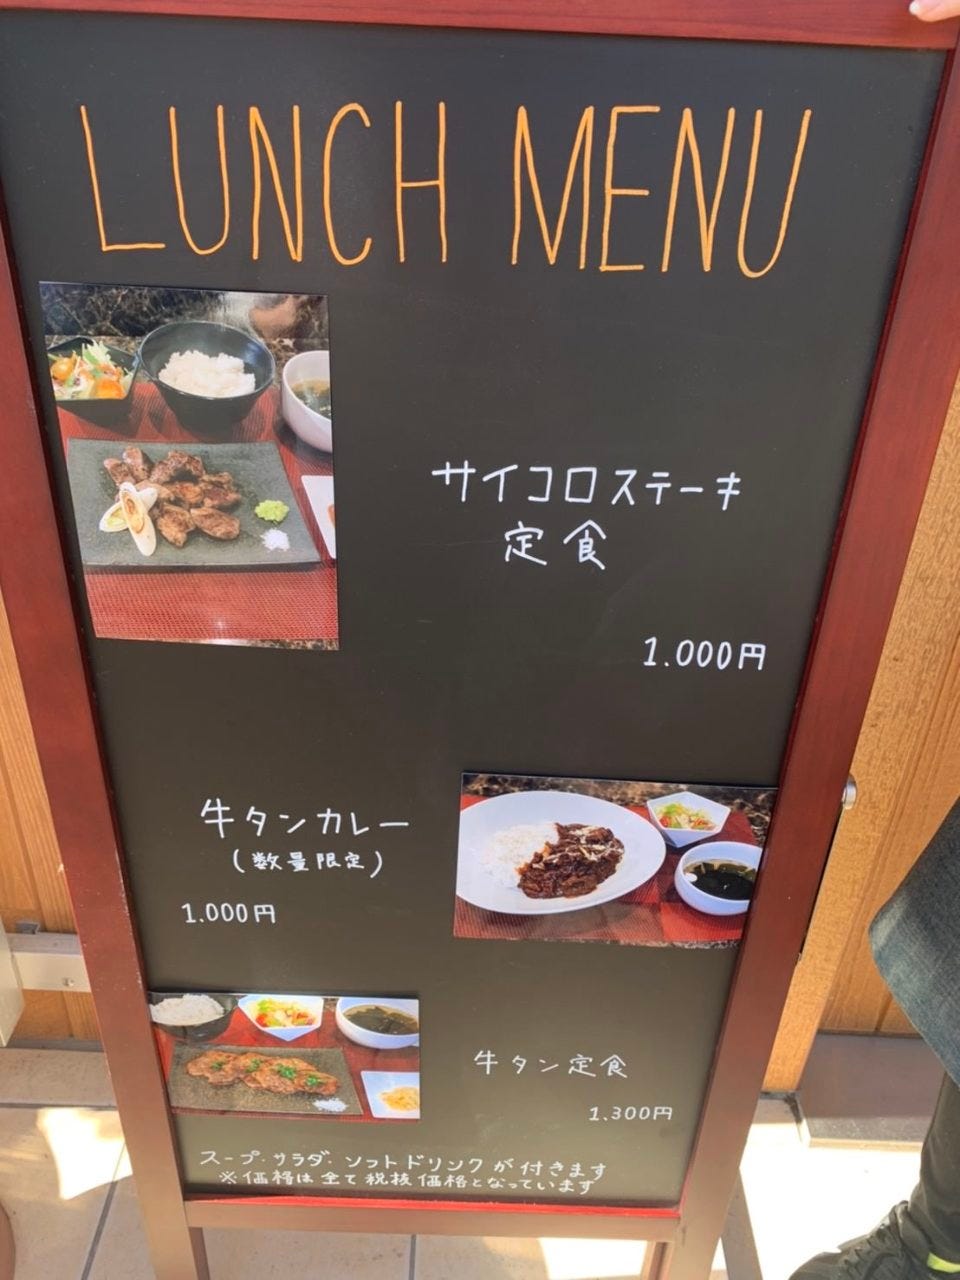 LUNCH MENU
サイコロステーキ
定食
1.000円
牛タンカレー
(数量限定)
1.000円
牛タン定食
1.300円
スープ・サラダ・ソフトドリンクが付きます
※価格は全て税抜価格となっています